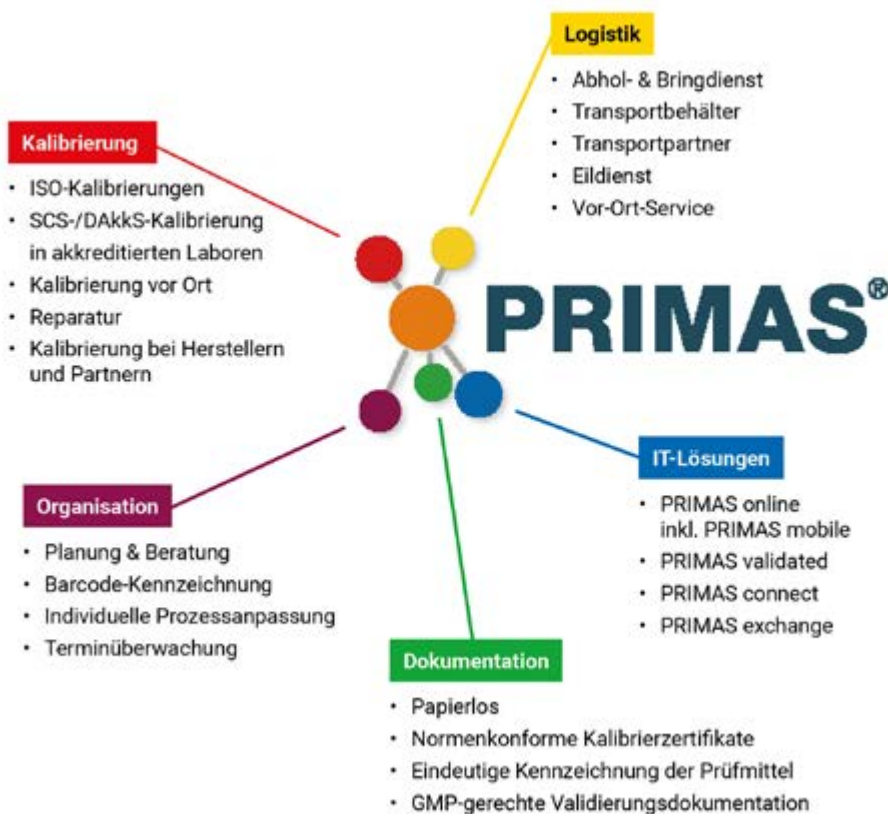 Logistik
• Abhol- & Bringdienst
• Transportbehälter
• Transportpartner
• Eildienst
• Vor-Ort-Service
Kalibrierung
• ISO-Kalibrierungen
• SCS-/DAkkS-Kalibrierung
in akkreditierten Laboren
• Kalibrierung vor Ort
• Reparatur
• Kalibrierung bei Herstellern
und Partnern
PRIMAS®
IT-Lösungen
• PRIMAS online
inkl. PRIMAS mobile
• PRIMAS validated
• PRIMAS connect
• PRIMAS exchange
Organisation
• Planung & Beratung
• Barcode-Kennzeichnung
• Individuelle Prozessanpassung
• Terminüberwachung
Dokumentation
• Papierlos
• Normenkonforme Kalibrierzertifikate
• Eindeutige Kennzeichnung der Prüfmittel
• GMP-gerechte Validierungsdokumentation